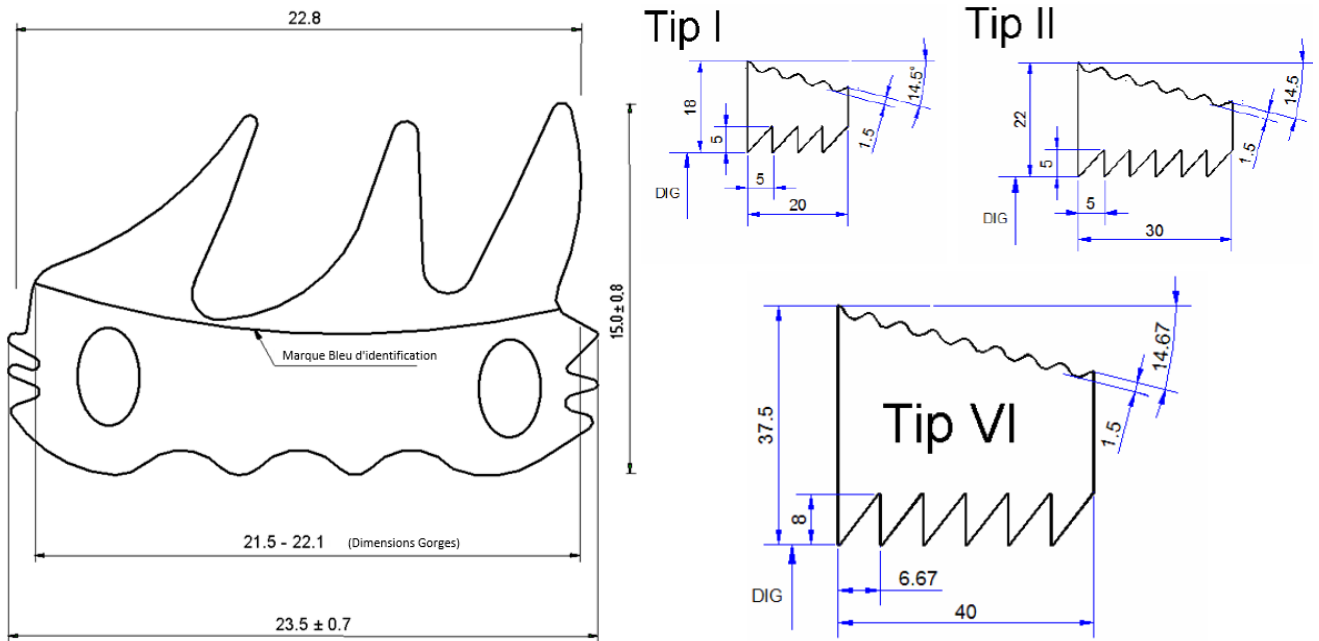 22.8
15.0 ± 0.8
Marque Bleu d'identification
21.5 - 22.1 (Dimensions Gorges)
23.5 ± 0.7
Tip I
18
5
DIG
5
20
1.5
14.5°
Tip II
22
5
DIG
5
30
1.5
14.5
Tip VI
37.5
8
DIG
6.67
40
1.5
14.67